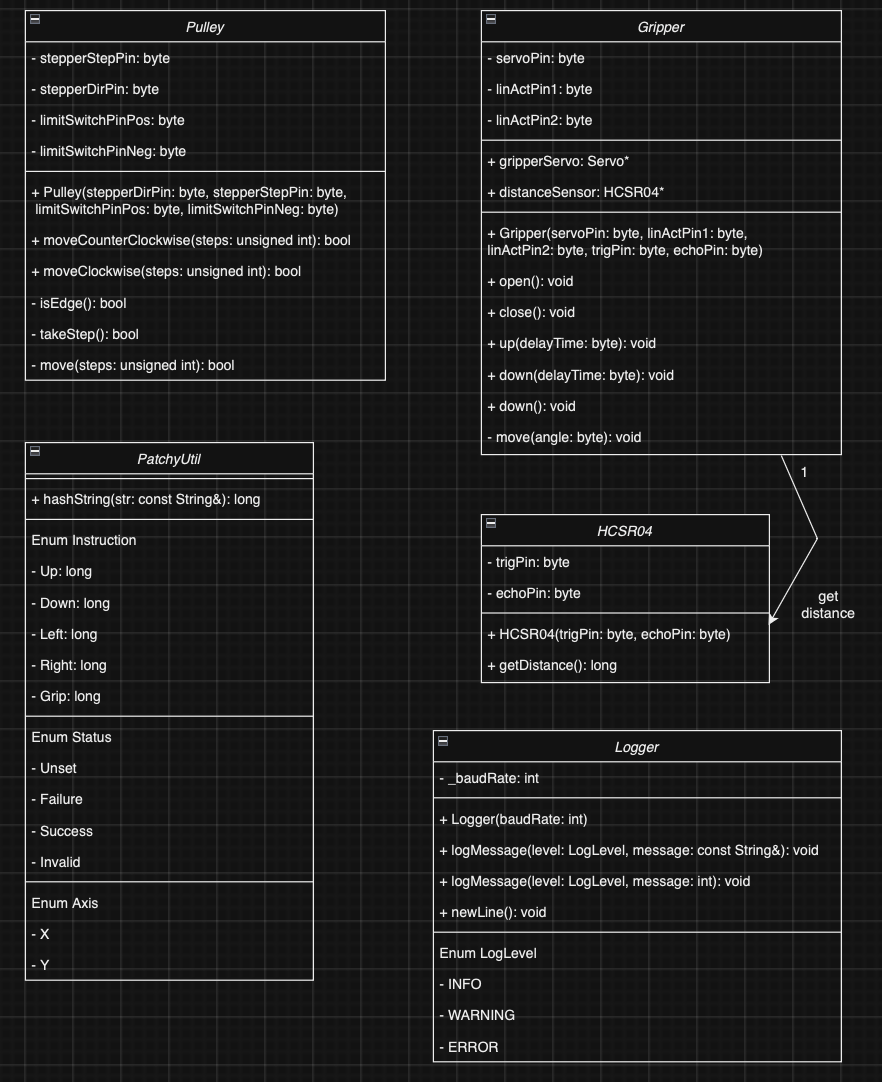 Pulley
- stepperStepPin: byte
- stepperDirPin: byte
- limitSwitchPinPos: byte
- limitSwitchPinNeg: byte
+ Pulley(stepperDirPin: byte, stepperStepPin: byte,
limitSwitchPinPos: byte, limitSwitchPinNeg: byte)
+ moveCounterClockwise(steps: unsigned int): bool
+ moveClockwise(steps: unsigned int): bool
- isEdge(): bool
- takeStep(): bool
- move(steps: unsigned int): bool
Gripper
- servoPin: byte
- linActPin1: byte
- linActPin2: byte
+ gripperServo: Servo*
+ distanceSensor: HCSR04*
+ Gripper(servoPin: byte, linActPin1: byte,
linActPin2: byte, trigPin: byte, echoPin: byte)
+ open(): void
+ close(): void
+ up(delayTime: byte): void
+ down(delayTime: byte): void
+ down(): void
- move(angle: byte): void
1
get
distance
PatchyUtil
+ hashString(str: const String&): long
Enum Instruction
- Up: long
- Down: long
- Left: long
- Right: long
- Grip: long
Enum Status
- Unset
- Failure
- Success
- Invalid
Enum Axis
- X
- Y
HCSR04
- trigPin: byte
- echoPin: byte
+ HCSR04(trigPin: byte, echoPin: byte)
+ getDistance(): long
Logger
- _baudRate: int
+ Logger(baudRate: int)
+ logMessage(level: LogLevel, message: const String&): void
+ logMessage(level: LogLevel, message: int): void
+ newLine(): void
Enum LogLevel
- INFO
- WARNING
- ERROR